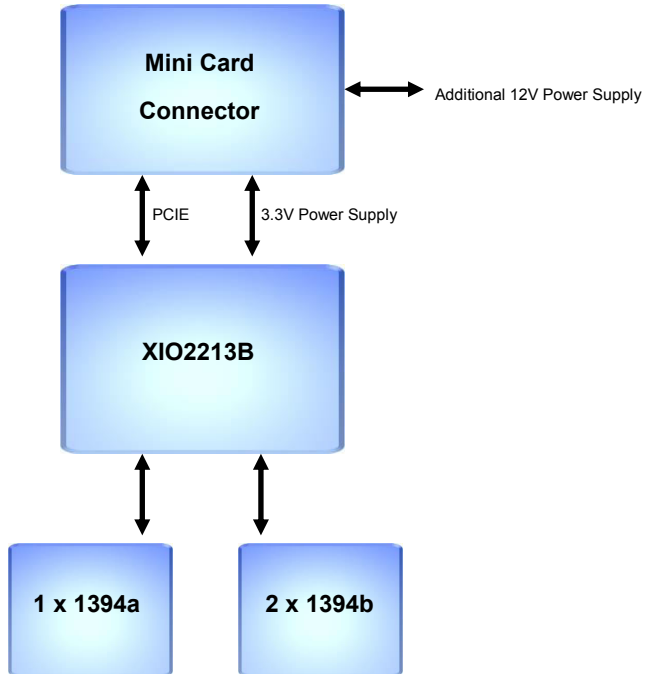 Mini Card
Connector
Additional 12V Power Supply
PCIE
3.3V Power Supply
XIO2213B
1 x 1394a
2 x 1394b